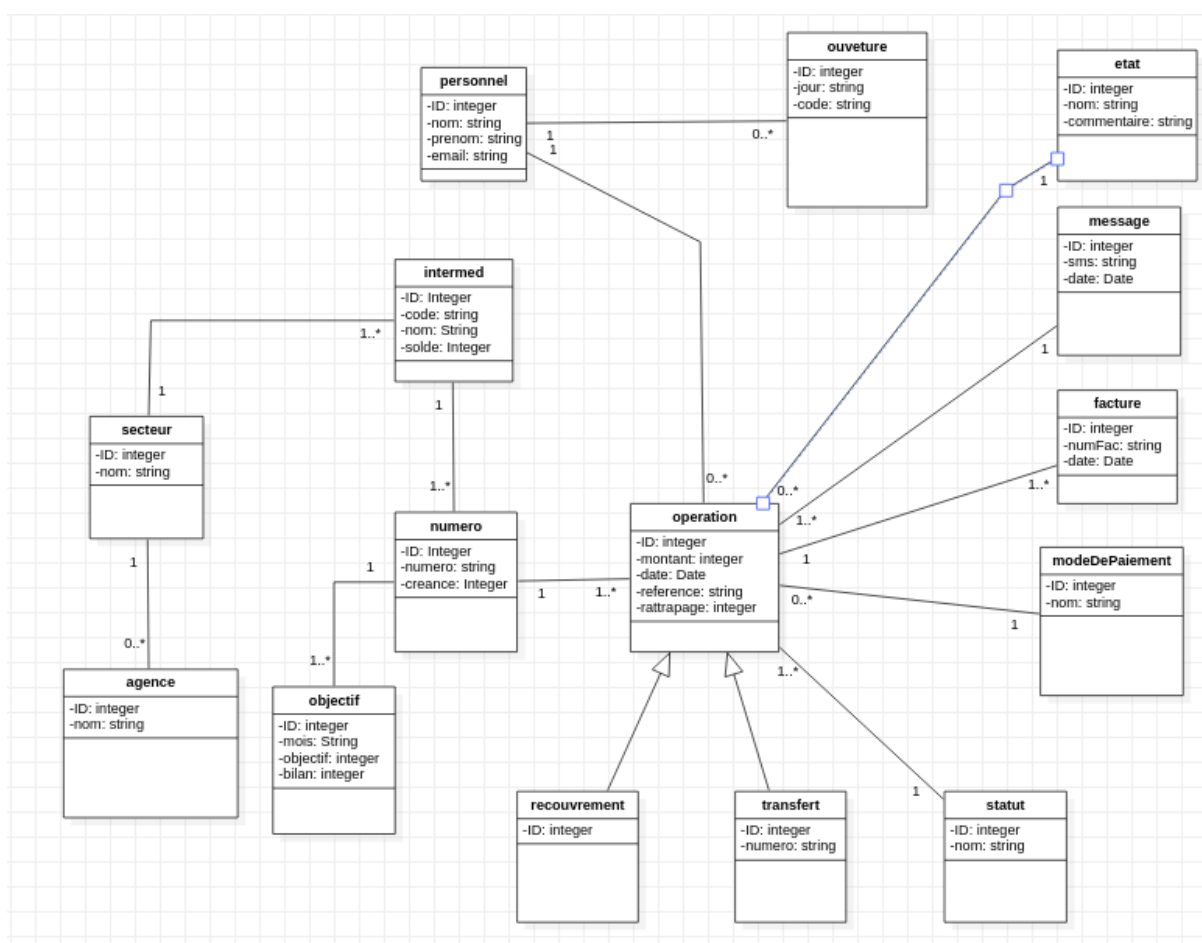 ouveture
-ID: integer
-jour: string
-code: string
etat
-ID: integer
-nom: string
-commentaire: string
personnel
-ID: integer
-nom: string
-prenom: string
-email: string
1
0..*
1
1
message
-ID: integer
-sms: string
-date: Date
1
intermed
-ID: Integer
-code: string
-nom: String
-solde: Integer
1..*
1
1
secteur
-ID: integer
-nom: string
1
0..*
facture
-ID: integer
-numFac: string
-date: Date
1..*
1..*
0..*
0..*
1..*
1
numero
-ID: Integer
-numero: string
-creance: Integer
1
1
1..*
operation
-ID: integer
-montant: integer
-date: Date
-reference: string
-rattrapage: integer
0..*
1..*
modeDePaiement
-ID: integer
-nom: string
1
agence
-ID: integer
-nom: string
1..*
objectif
-ID: integer
-mois: String
-objectif: integer
-bilan: integer
recouvrement
-ID: integer
transfert
-ID: integer
-numero: string
1
statut
-ID: integer
-nom: string